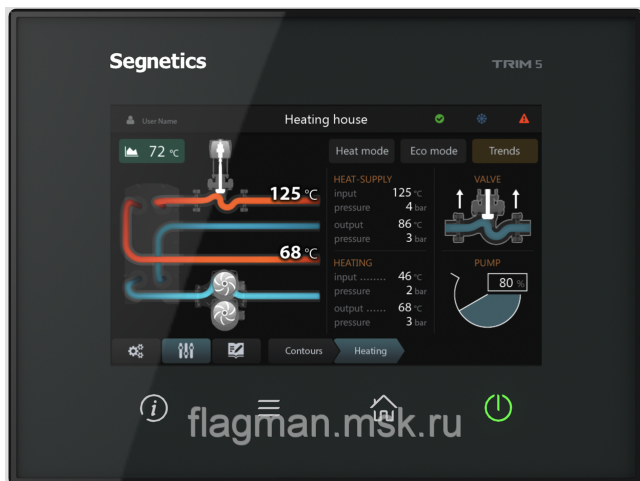 Segnetics
TRIM 5
User Name
Heating house
72 °C
Heat mode
Eco mode
Trends
125 °C
68 °C
HEAT-SUPPLY
input 125 °C
pressure 4 bar
output 86 °C
pressure 3 bar
HEATING
input ........ 46 °C
pressure 2 bar
output ...... 68 °C
pressure 3 bar
VALVE
PUMP
80 %
Contours
Heating
i
flagman.msk.ru